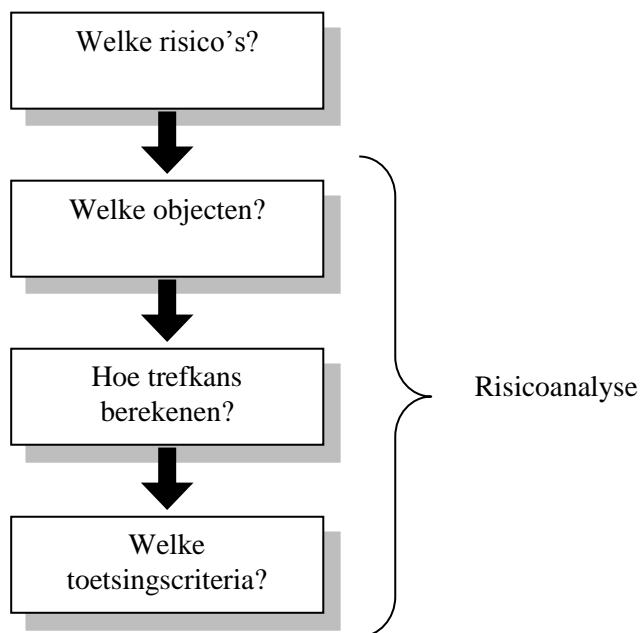 Welke risico’s?
Welke objecten?
Hoe trefkans
berekenen?
Risicoanalyse
Welke
toetsingscriteria?